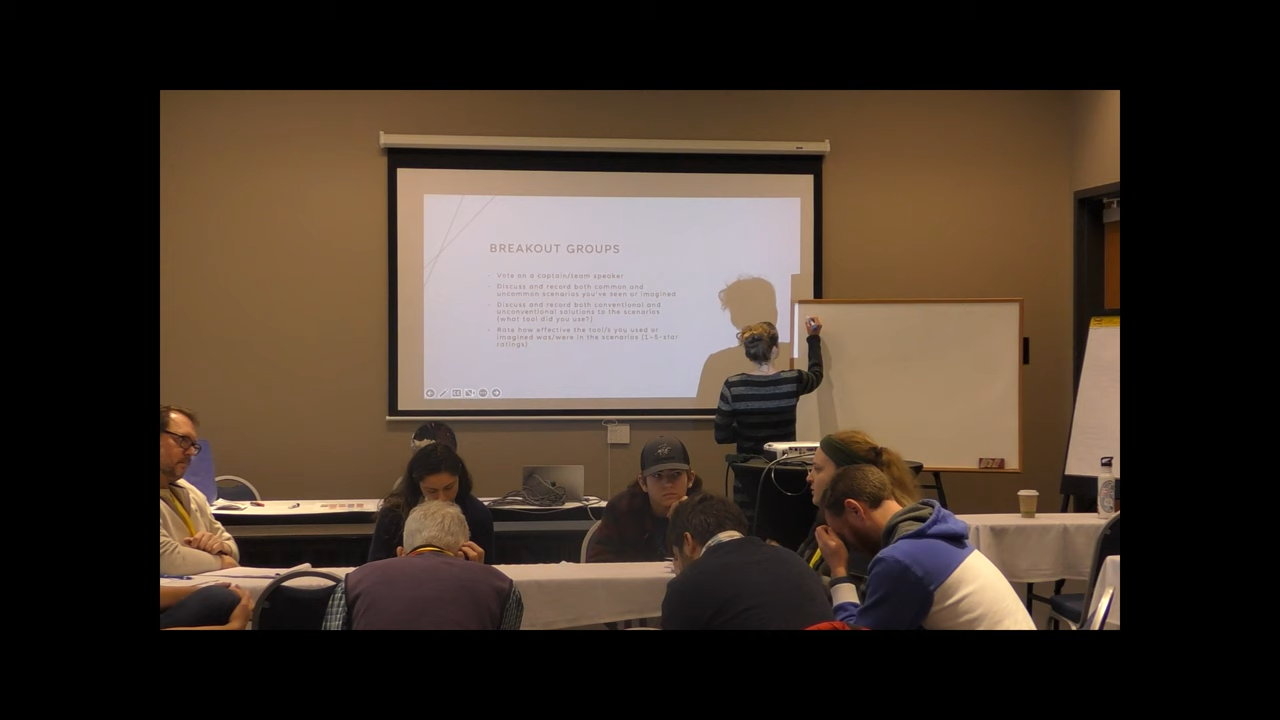 BREAKOUT GROUPS
- Vote on a captain/team speaker
- Discuss and record both common and
uncommon scenarios you've seen or imagined
- Discuss and record both conventional and
unconventional solutions to the scenarios
(what tool did you use?)
- Rate how effective the tool/s you used or
imagined was/were in the scenarios (1-5-star
ratings)